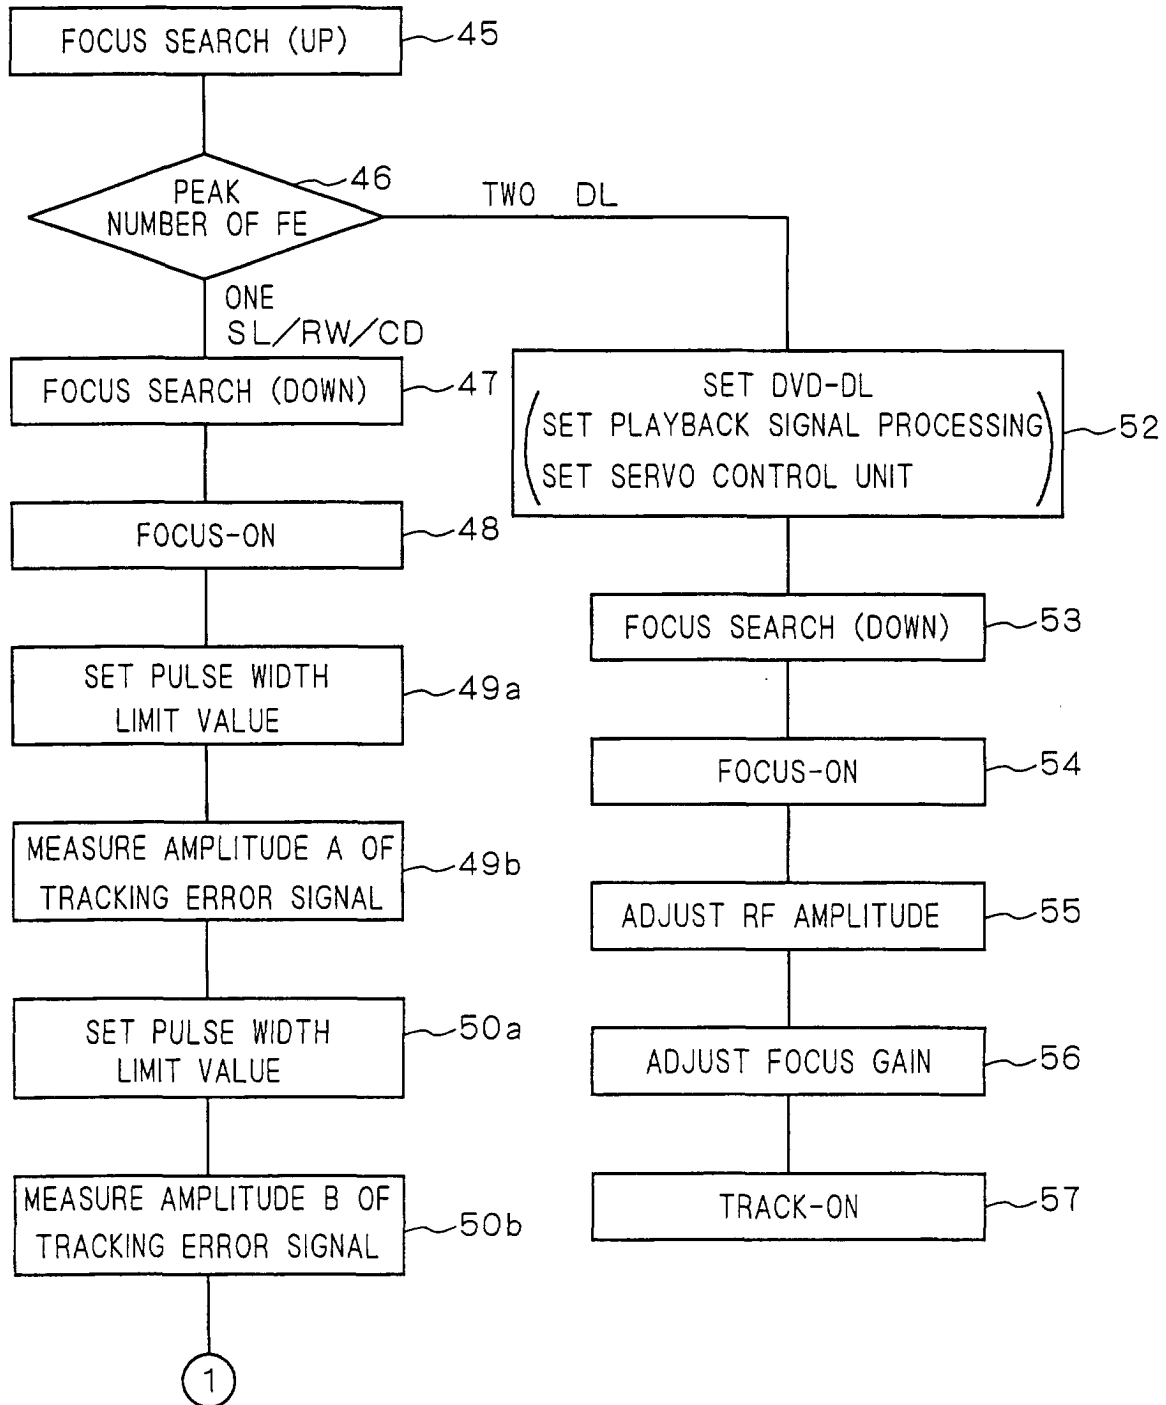 FOCUS SEARCH (UP)
45
PEAK
NUMBER OF FE
46
TWO DL
ONE
SL/RW/CD
FOCUS SEARCH (DOWN)
47
FOCUS-ON
48
SET PULSE WIDTH
LIMIT VALUE
49a
MEASURE AMPLITUDE A OF
TRACKING ERROR SIGNAL
49b
SET PULSE WIDTH
LIMIT VALUE
50a
MEASURE AMPLITUDE B OF
TRACKING ERROR SIGNAL
50b
1
SET DVD-DL
(SET PLAYBACK SIGNAL PROCESSING
SET SERVO CONTROL UNIT)
52
FOCUS SEARCH (DOWN)
53
FOCUS-ON
54
ADJUST RF AMPLITUDE
55
ADJUST FOCUS GAIN
56
TRACK-ON
57